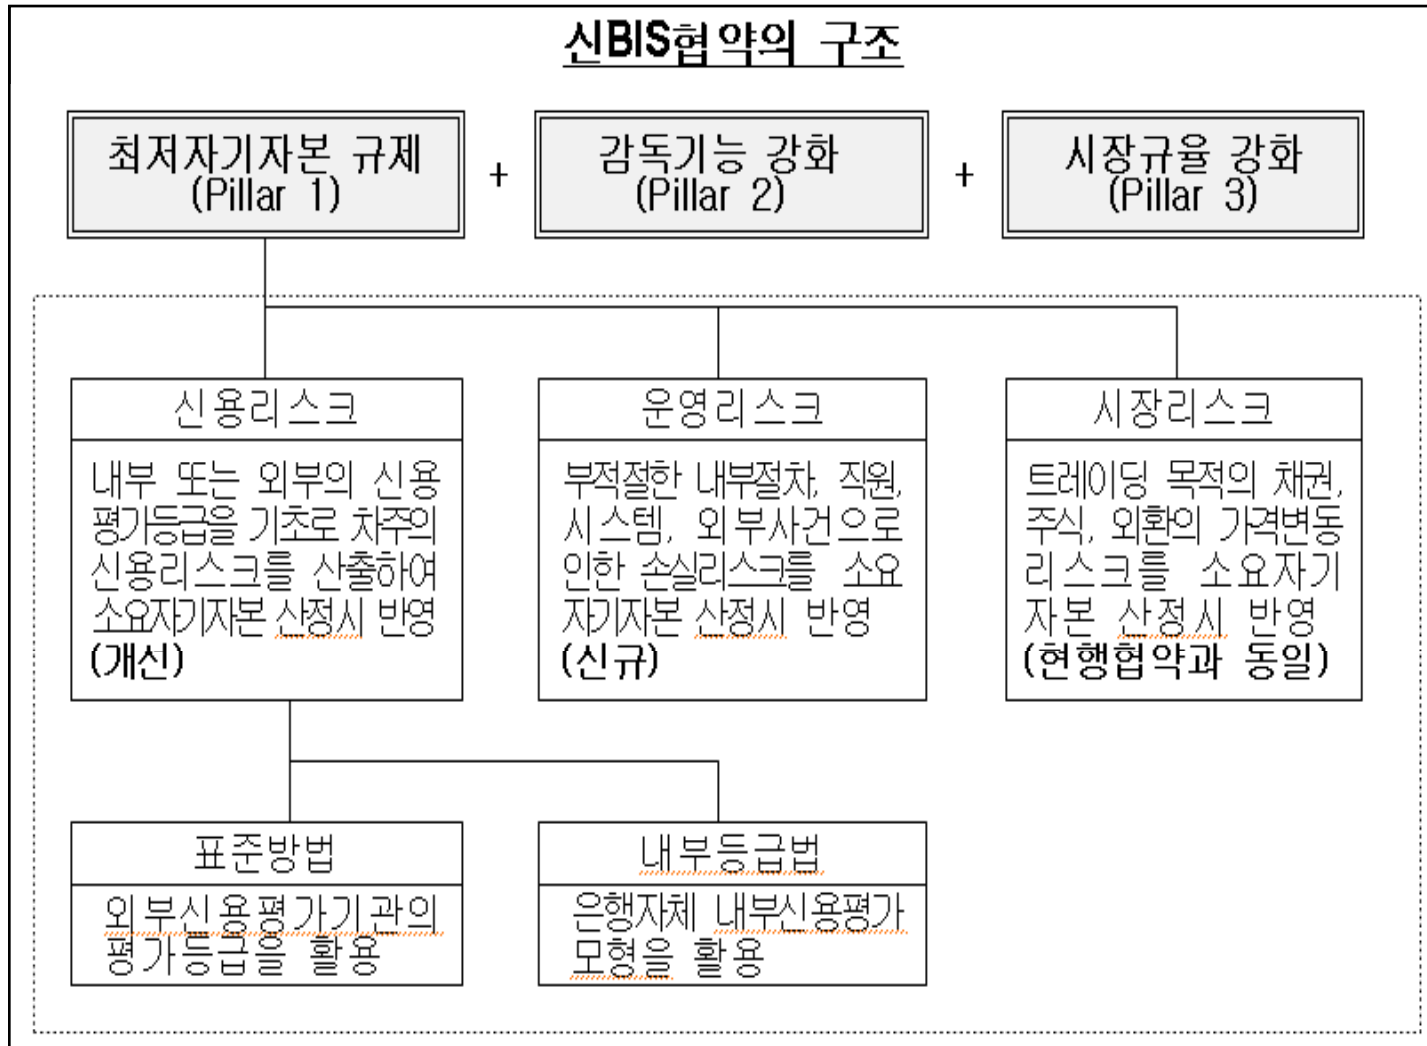 신BIS협약의 구조
최저자기자본 규제
(Pillar 1)
+
감독기능 강화
(Pillar 2)
+
시장규율 강화
(Pillar 3)
신용리스크
내부 또는 외부의 신용
평가등급을 기초로 차주의
신용리스크를 산출하여
소요자기자본 산정시 반영
(개선)
운영리스크
부적절한 내부절차, 직원,
시스템, 외부사건으로
인한 손실리스크를 소요
자기자본 산정시 반영
(신규)
시장리스크
트레이딩 목적의 채권,
주식, 외환의 가격변동
리스크를 소요자기
자본 산정시 반영
(현행협약과 동일)
표준방법
외부신용평가기관의
평가등급을 활용
내부등급법
은행자체 내부신용평가
모형을 활용